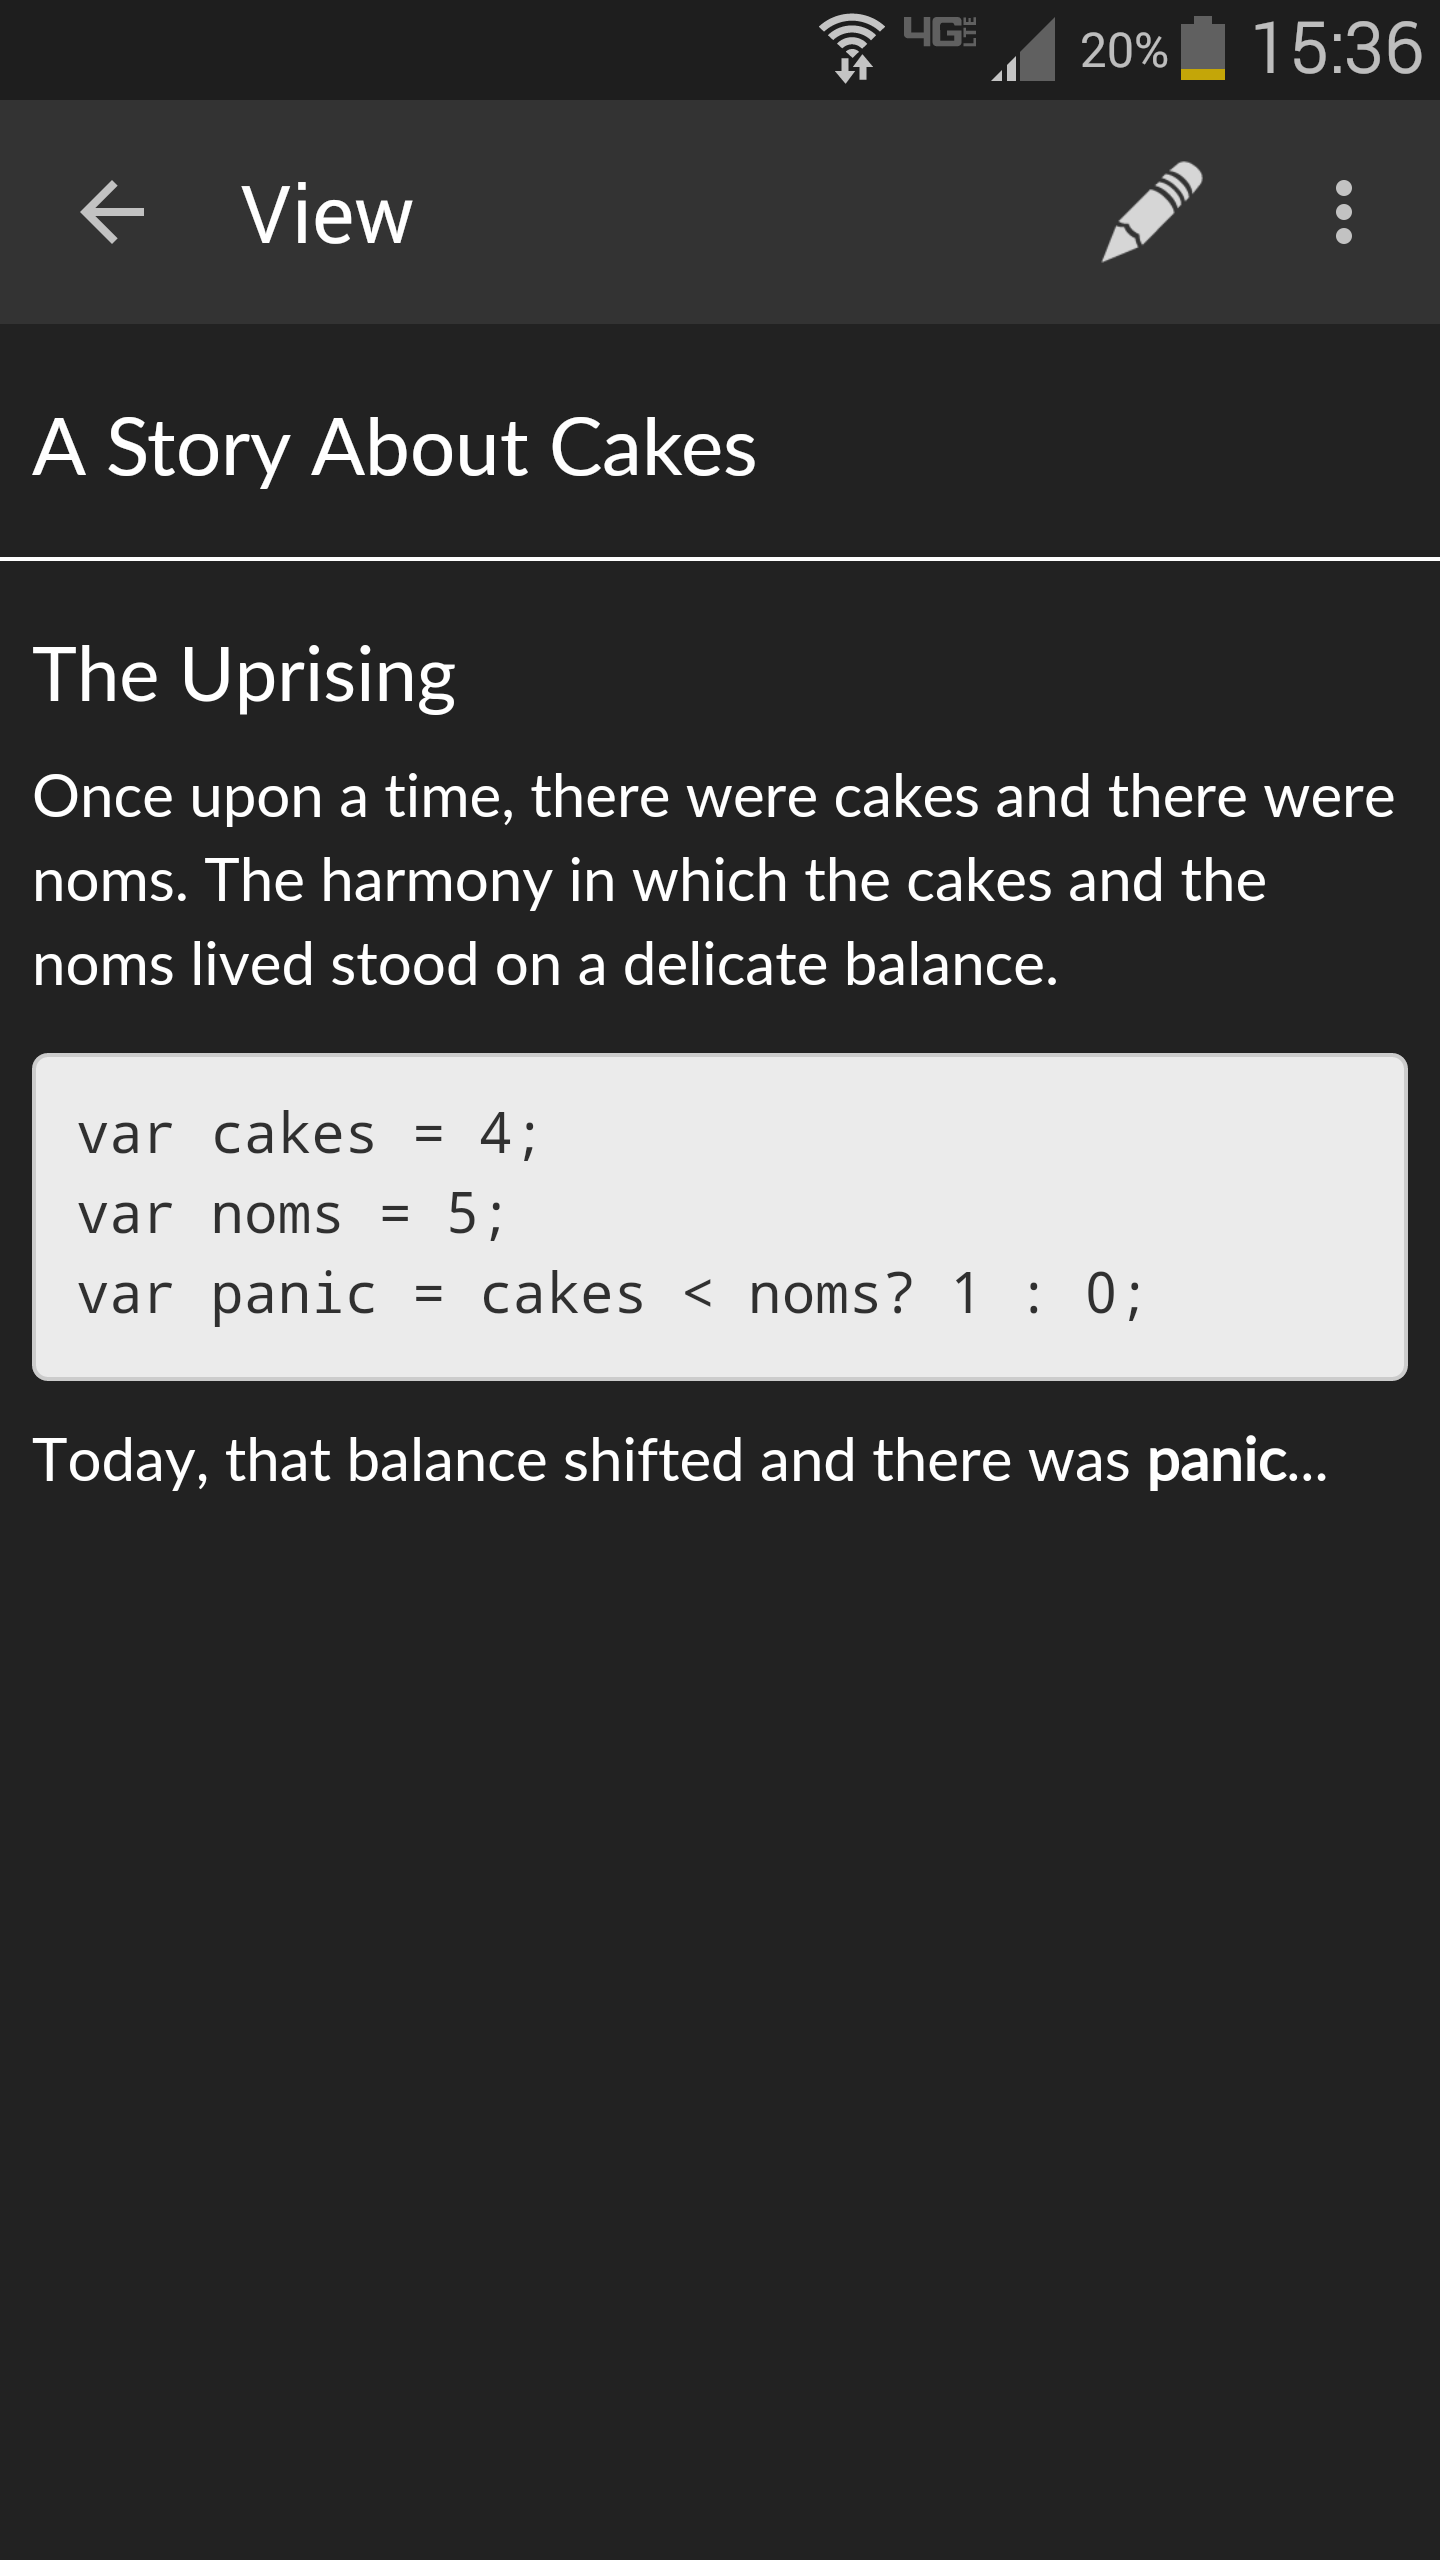 4G LTE 20% 15:36
View
A Story About Cakes
The Uprising
Once upon a time, there were cakes and there were
noms. The harmony in which the cakes and the
noms lived stood on a delicate balance.
var cakes = 4;
var noms = 5;
var panic = cakes < noms? 1 : 0;
Today, that balance shifted and there was panic...